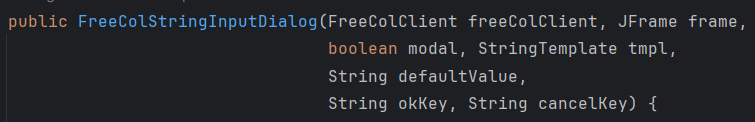 public FreeColStringInputDialog(FreeColClient freeColClient, JFrame frame,
boolean modal, StringTemplate tmpl,
String defaultValue,
String okKey, String cancelKey) {